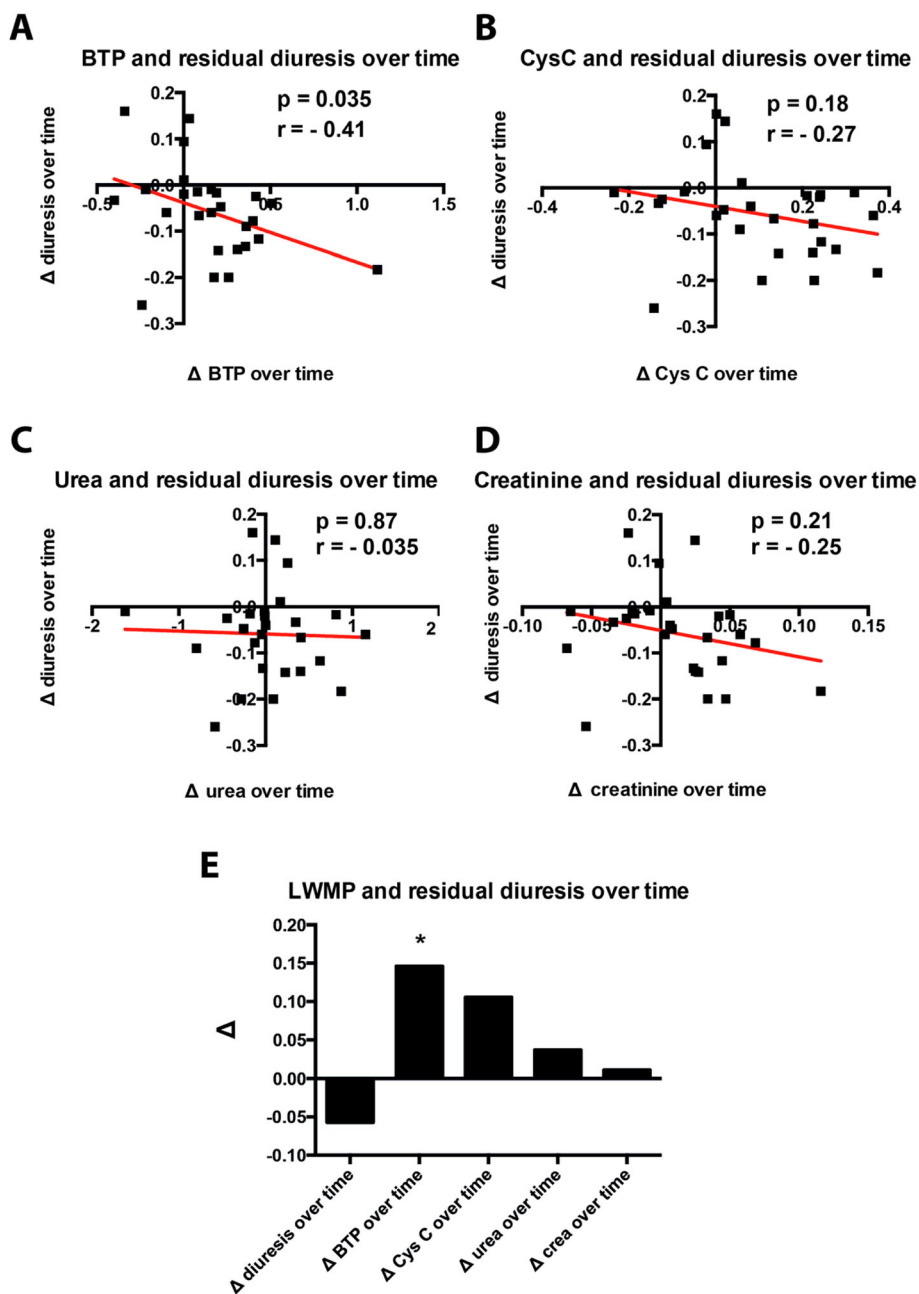 A
BTP and residual diuresis over time
p = 0.035
r = - 0.41
0.2
0.1
0.0
-0.1
-0.2
-0.3
-0.5
0.5
1.0
1.5
Δ diuresis over time
Δ BTP over time
B
CysC and residual diuresis over time
p = 0.18
r = - 0.27
0.2
0.1
0.0
-0.1
-0.2
-0.3
-0.4
-0.2
0.2
0.4
Δ diuresis over time
Δ Cys C over time
C
Urea and residual diuresis over time
p = 0.87
r = - 0.035
0.2
0.1
0.0
-0.1
-0.2
-0.3
-2
-1
1
2
Δ diuresis over time
Δ urea over time
D
Creatinine and residual diuresis over time
p = 0.21
r = - 0.25
0.2
0.1
0.0
-0.1
-0.2
-0.3
-0.10
-0.05
0.05
0.10
0.15
Δ diuresis over time
Δ creatinine over time
E
LWMP and residual diuresis over time
*
0.20
0.15
0.10
0.05
0.00
-0.05
-0.10
Δ
Δ diuresis over time
Δ BTP over time
Δ Cys C over time
Δ urea over time
Δ crea over time